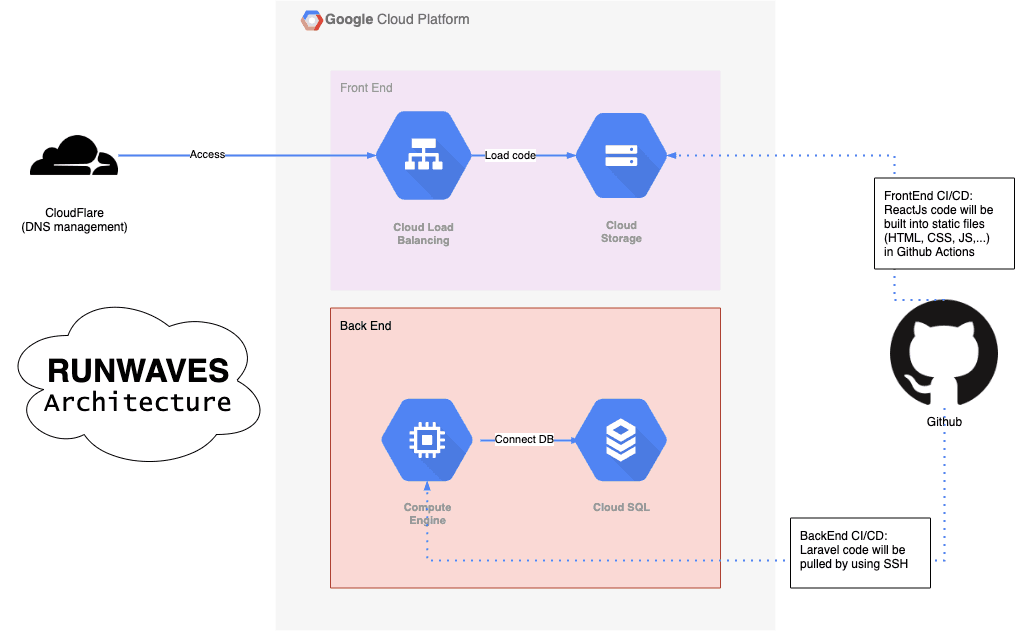 Google Cloud Platform
Front End
Access
Load code
Cloud Load
Balancing
Cloud
Storage
CloudFlare
(DNS management)
FrontEnd CI/CD:
ReactJs code will be
built into static files
(HTML, CSS, JS,...)
in Github Actions
RUNWAVES
Architecture
Back End
Connect DB
Compute
Engine
Cloud SQL
Github
BackEnd CI/CD:
Laravel code will be
pulled by using SSH